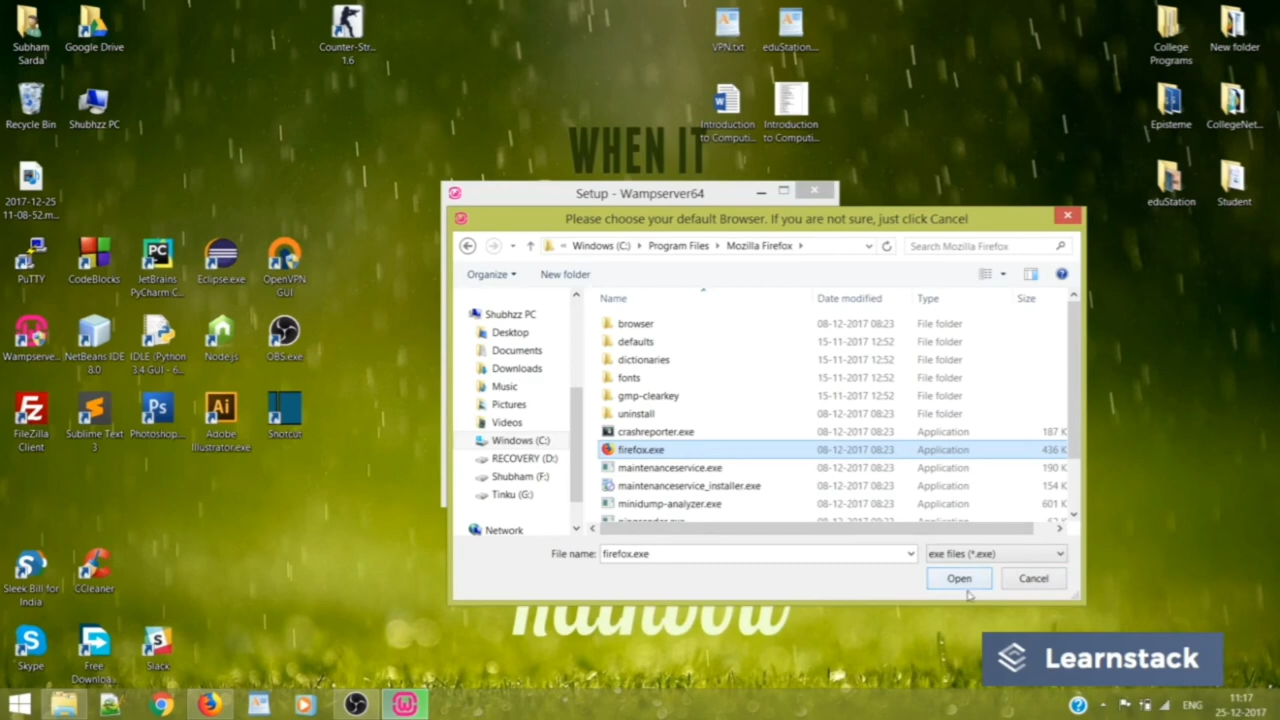 Subham
Sarda
Google Drive
Counter-Str...
1.6
VPN.txt
eduStation...
College
Programs
New folder
Recycle Bin
Shubhzz PC
Introduction
to Computi...
Introduction
to Computi...
Episteme
CollegeNet...
WHEN IT
2017-12-25
11-08-52.m...
eduStation
Student
PuTTY
CodeBlocks
JetBrains
PyCharm C...
Eclipse.exe
OpenVPN
GUI
Wampserve...
NetBeans IDE
8.0
IDLE (Python
3.4 GUI - 6...
Node.js
OBS.exe
FileZilla
Client
Sublime Text
3
Photoshop...
Adobe
Illustrator.exe
Shotcut
Sleek Bill for
India
CCleaner
Skype
Free
Downloa...
Slack
Setup - Wampserver64
Please choose your default Browser. If you are not sure, just click Cancel
Windows (C:) Program Files Mozilla Firefox
Search Mozilla Firefox
Organize
New folder
Name Date modified Type Size
Shubhzz PC
Desktop
Documents
Downloads
Music
Pictures
Videos
Windows (C:)
RECOVERY (D:)
Shubham (F:)
Tinku (G:)
Network
browser 08-12-2017 08:23 File folder
defaults 15-11-2017 12:52 File folder
dictionaries 15-11-2017 12:52 File folder
fonts 15-11-2017 12:52 File folder
gmp-clearkey 15-11-2017 12:52 File folder
uninstall 08-12-2017 08:23 File folder
crashreporter.exe 08-12-2017 08:23 Application 187 K
firefox.exe 08-12-2017 08:23 Application 436 K
maintenanceservice.exe 08-12-2017 08:23 Application 190 K
maintenanceservice_installer.exe 08-12-2017 08:23 Application 154 K
minidump-analyzer.exe 08-12-2017 08:23 Application 601 K
File name: firefox.exe
exe files (*.exe)
Open
Cancel
Learnstack
ENG
11:17
25-12-2017